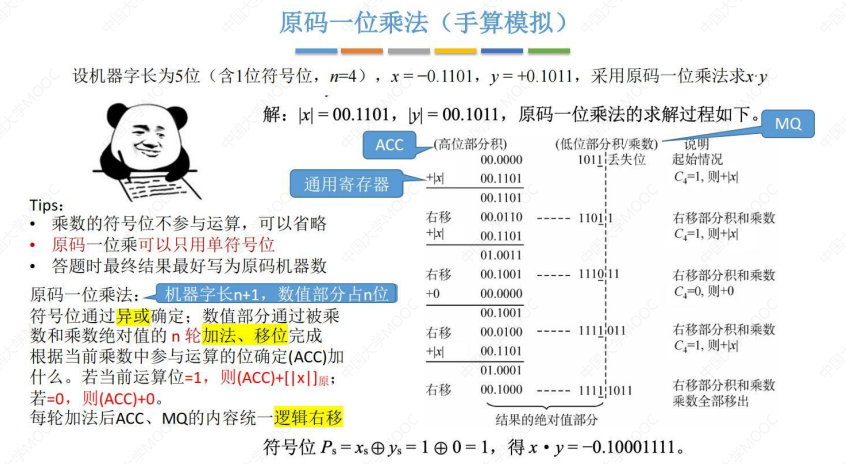 原码一位乘法（手算模拟）
设机器字长为5位（含1位符号位，n=4），x = −0.1101，y = +0.1011，采用原码一位乘法求x·y
解：|x| = 00.1101，|y| = 00.1011，原码一位乘法的求解过程如下。
MQ
ACC
(高位部分积) (低位部分积/乘数) 说明
00.0000 1011 丢失位 起始情况
通用寄存器
+|x| 00.1101 C4=1, 则+|x|
00.1101
右移 00.0110 ----- 1101 1 右移部分积和乘数
+|x| 00.1101 C4=1, 则+|x|
01.0011
右移 00.1001 ----- 1110 11 右移部分积和乘数
+0 00.0000 C4=0, 则+0
00.1001
右移 00.0100 ----- 1111 011 右移部分积和乘数
+|x| 00.1101 C4=1, 则+|x|
01.0001
右移 00.1000 ----- 1111 1011 右移部分积和乘数
乘数全部移出
结果的绝对值部分
符号位 Ps = xs ⊕ ys = 1 ⊕ 0 = 1，得 x • y = −0.10001111。
Tips:
• 乘数的符号位不参与运算，可以省略
• 原码一位乘可以只用单符号位
• 答题时最终结果最好写为原码机器数
原码一位乘法：
机器字长n+1，数值部分占n位
符号位通过异或确定；数值部分通过被乘
数和乘数绝对值的 n 轮加法、移位完成
根据当前乘数中参与运算的位确定(ACC)加
什么。若当前运算位=1，则(ACC)+[|x|]原；
若=0，则(ACC)+0。
每轮加法后ACC、MQ的内容统一逻辑右移